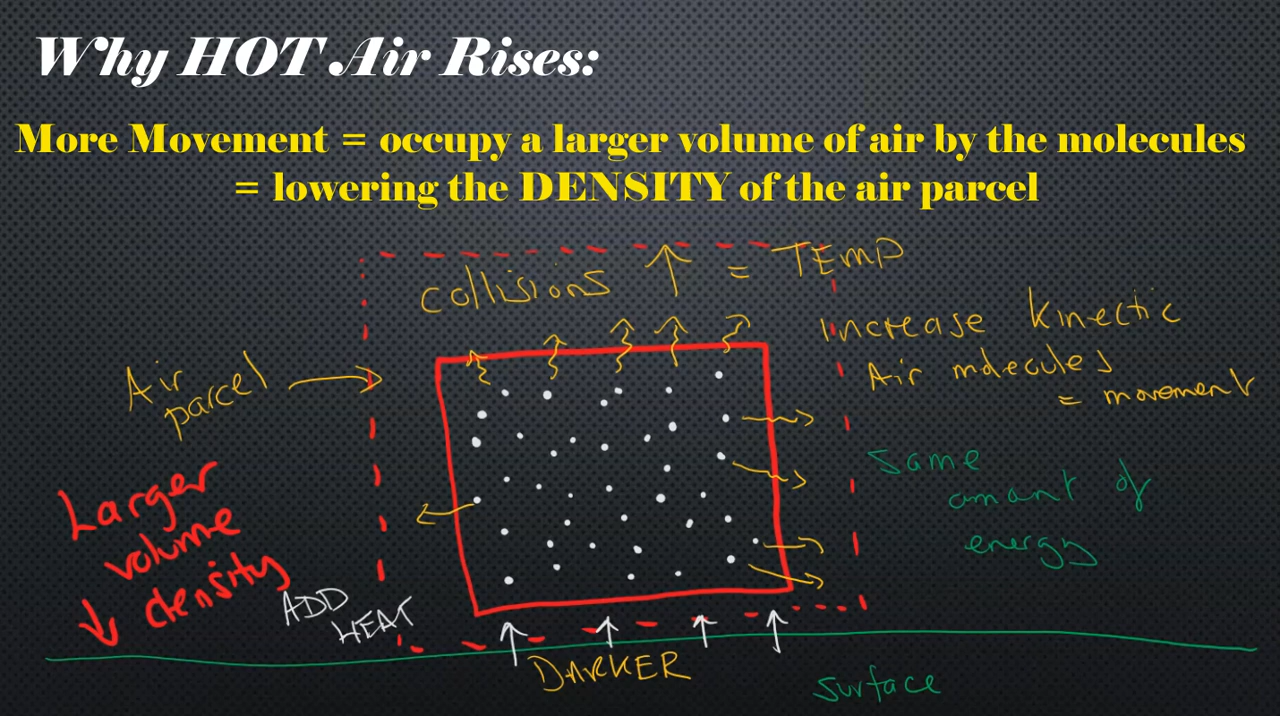 Why HOT Air Rises:
More Movement = occupy a larger volume of air by the molecules
= lowering the DENSITY of the air parcel
collisions ↑ = TEmp
Increase Kinectic
Air molecules
= movement
Air
parcel
Same
amant of
energy
Larger
volume
↓ density
ADD
HEAT
DARKER
surface